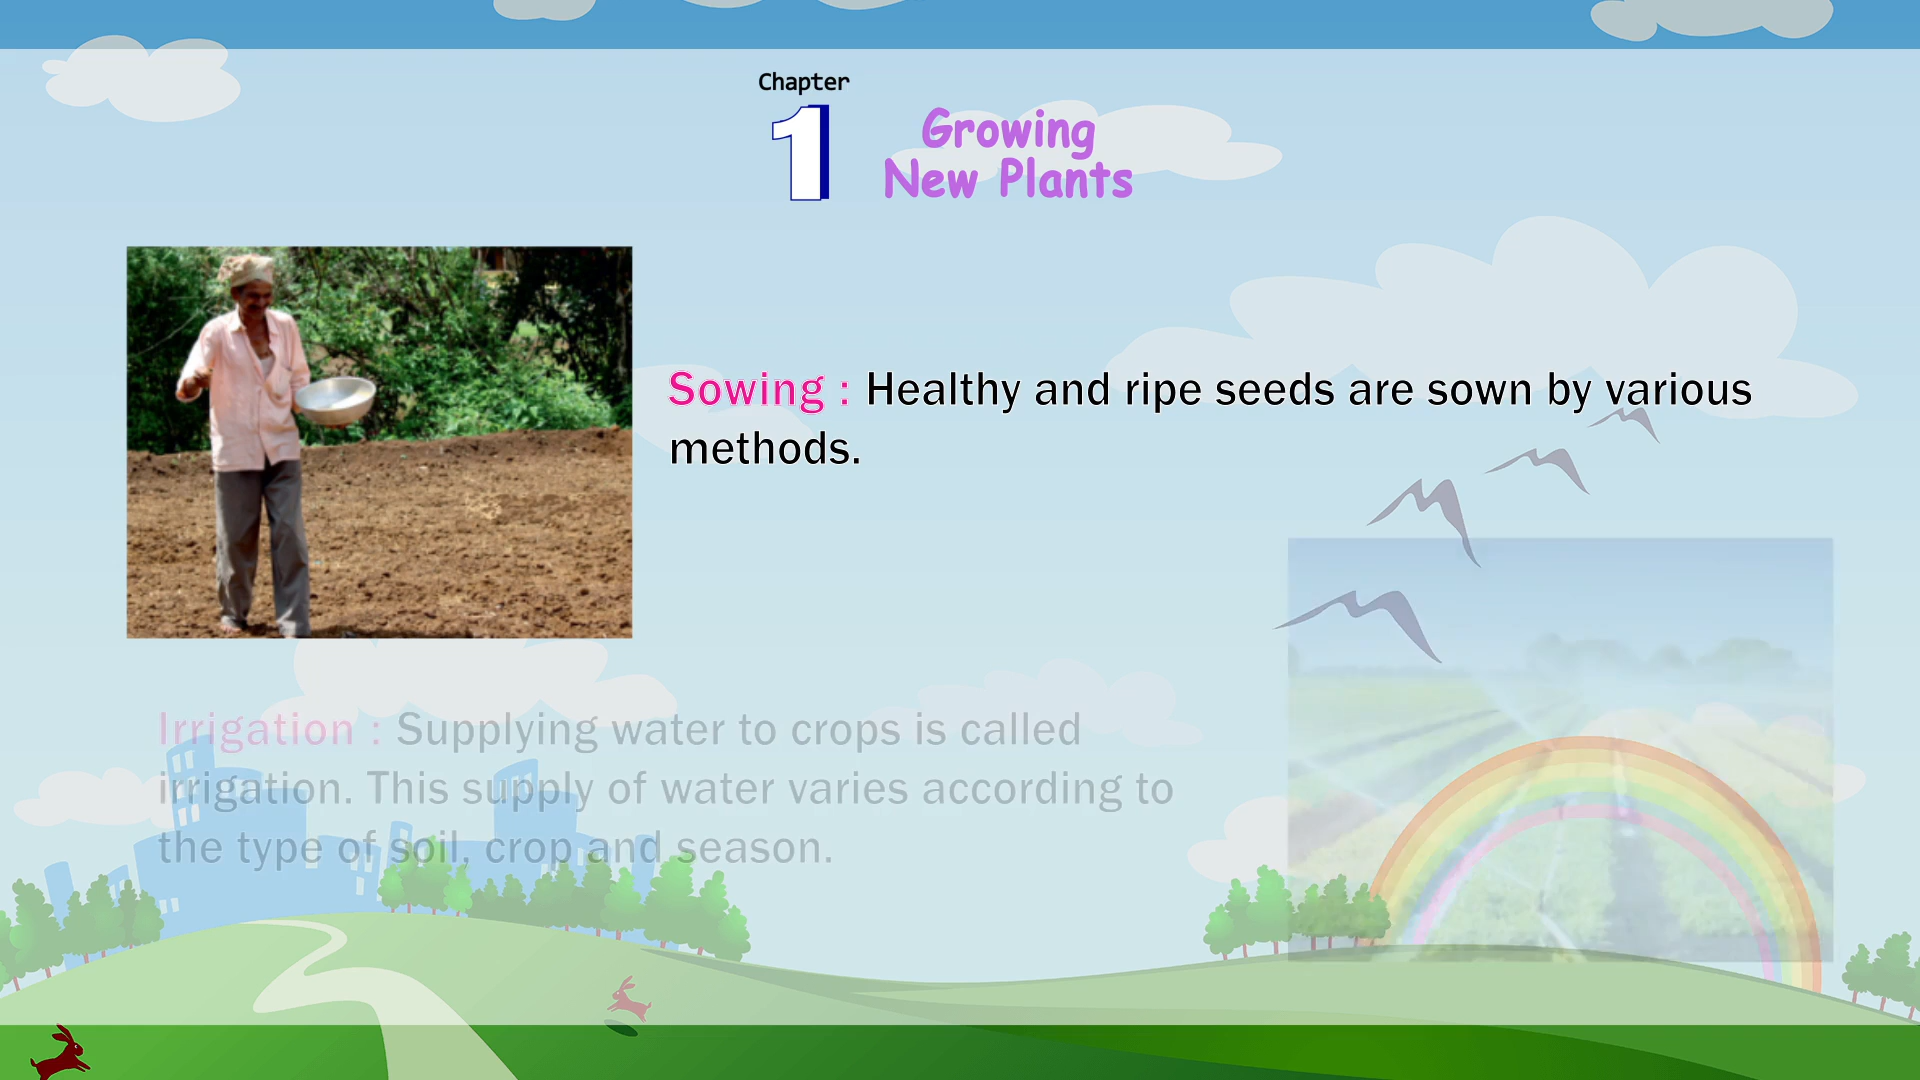 Chapter
1
Growing
New Plants
Sowing : Healthy and ripe seeds are sown by various
methods.
Irrigation : Supplying water to crops is called
irrigation. This supply of water varies according to
the type of soil, crop and season.